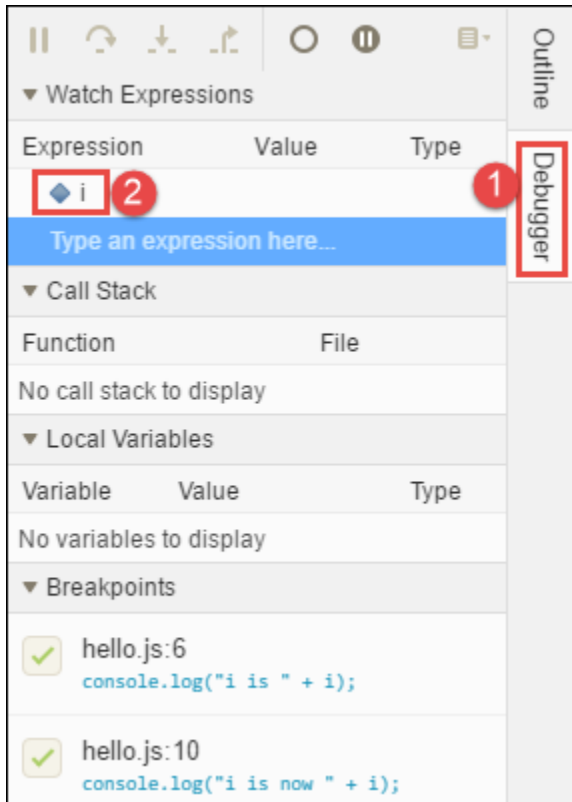 Outline
Watch Expressions
Expression Value Type
i 2
1
Debugger
Type an expression here...
Call Stack
Function File
No call stack to display
Local Variables
Variable Value Type
No variables to display
Breakpoints
hello.js:6
console.log("i is " + i);
hello.js:10
console.log("i is now " + i);